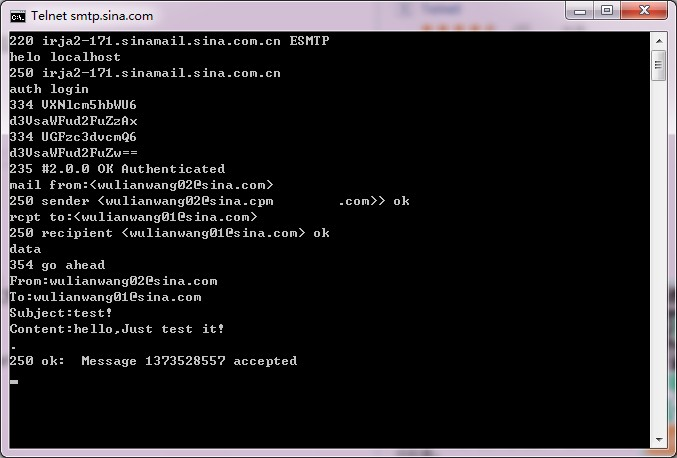 Telnet smtp.sina.com
220 irja2-171.sinamail.sina.com.cn ESMTP
helo localhost
250 irja2-171.sinamail.sina.com.cn
auth login
334 VXNlcm5hbWU6
d3VsaWFud2FuZzAx
334 UGFzc3dvcmQ6
d3VsaWFud2FuZw==
235 #2.0.0 OK Authenticated
mail from:<wulianwang02@sina.com>
250 sender <wulianwang02@sina.cpm        .com>> ok
rcpt to:<wulianwang01@sina.com>
250 recipient <wulianwang01@sina.com> ok
data
354 go ahead
From:wulianwang02@sina.com
To:wulianwang01@sina.com
Subject:test!
Content:hello,Just test it!
.
250 ok:  Message 1373528557 accepted